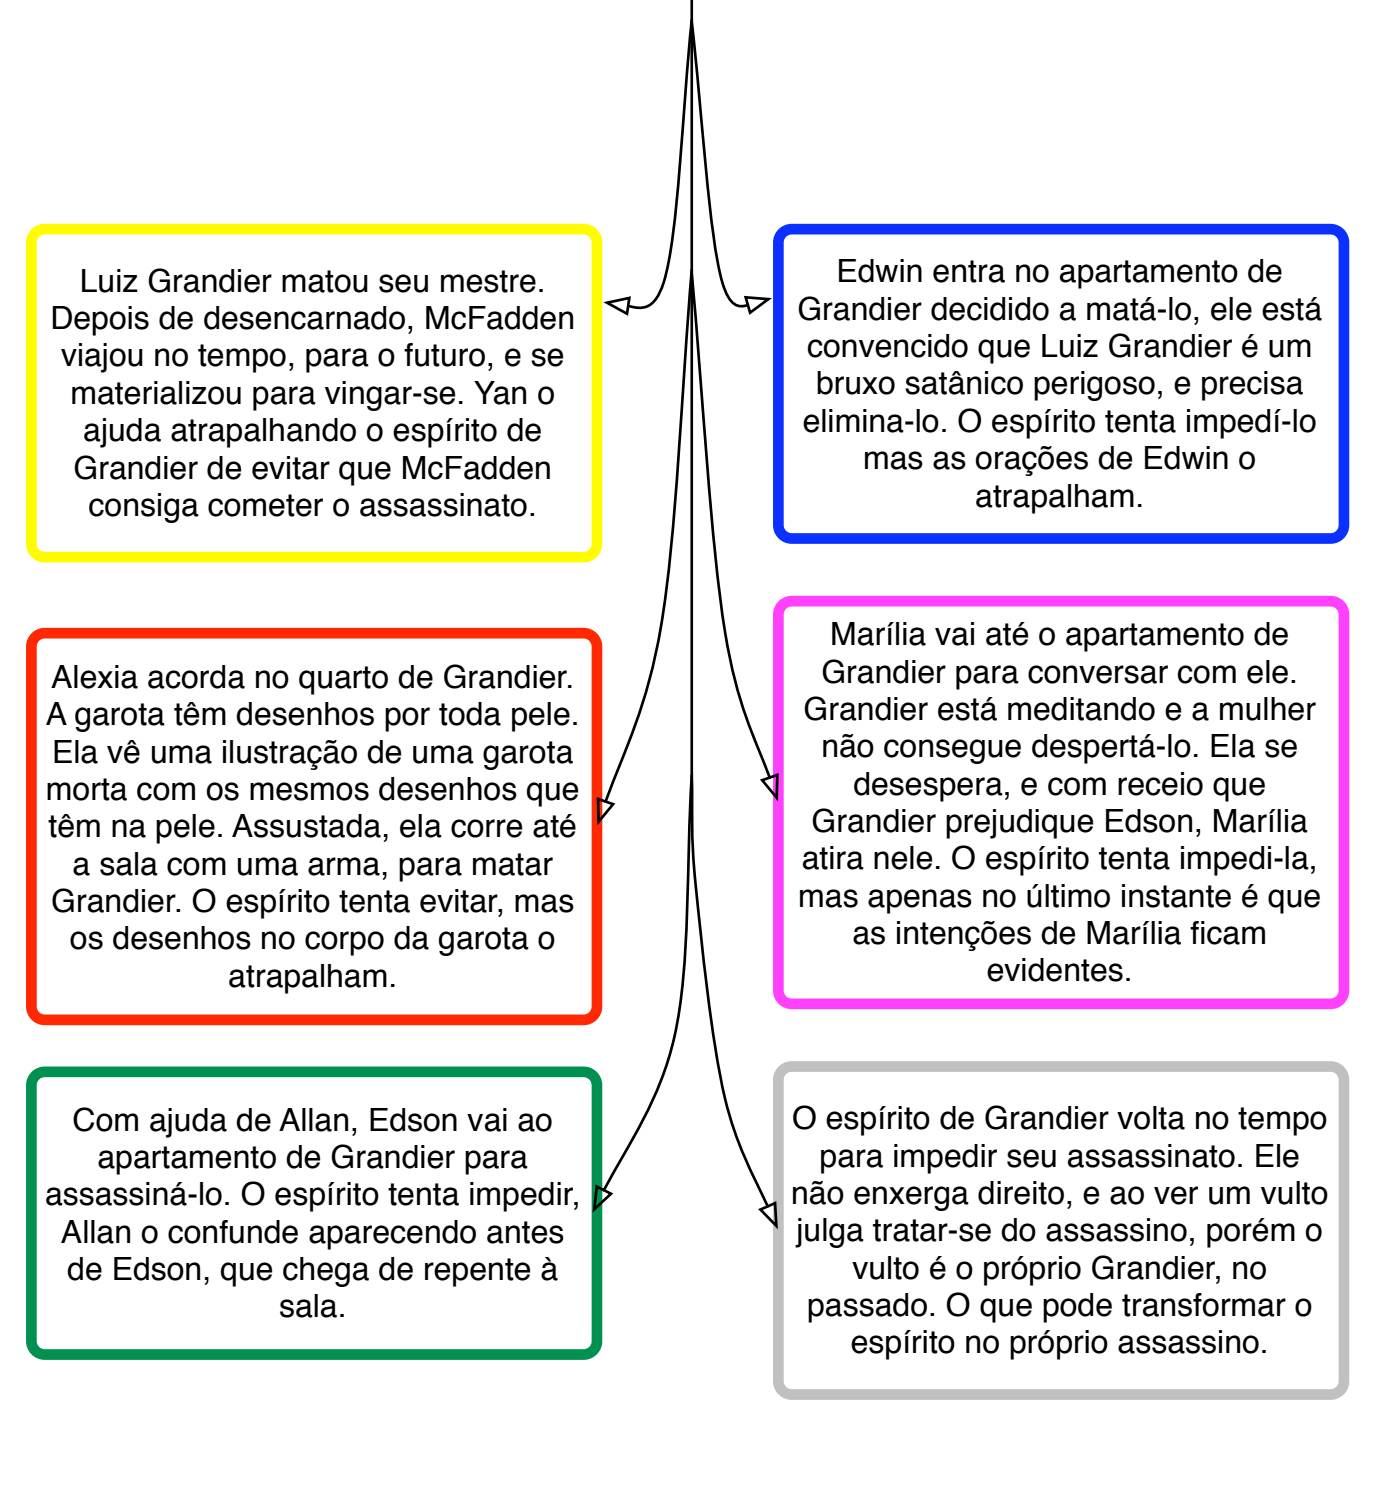 Luiz Grandier matou seu mestre.
Depois de desencarnado, McFadden
viajou no tempo, para o futuro, e se
materializou para vingar-se. Yan o
ajuda atrapalhando o espírito de
Grandier de evitar que McFadden
consiga cometer o assassinato.
Edwin entra no apartamento de
Grandier decidido a matá-lo, ele está
convencido que Luiz Grandier é um
bruxo satânico perigoso, e precisa
elimina-lo. O espírito tenta impedí-lo
mas as orações de Edwin o
atrapalham.
Alexia acorda no quarto de Grandier.
A garota têm desenhos por toda pele.
Ela vê uma ilustração de uma garota
morta com os mesmos desenhos que
têm na pele. Assustada, ela corre até
a sala com uma arma, para matar
Grandier. O espírito tenta evitar, mas
os desenhos no corpo da garota o
atrapalham.
Marília vai até o apartamento de
Grandier para conversar com ele.
Grandier está meditando e a mulher
não consegue despertá-lo. Ela se
desespera, e com receio que
Grandier prejudique Edson, Marília
atira nele. O espírito tenta impedi-la,
mas apenas no último instante é que
as intenções de Marília ficam
evidentes.
Com ajuda de Allan, Edson vai ao
apartamento de Grandier para
assassiná-lo. O espírito tenta impedir,
Allan o confunde aparecendo antes
de Edson, que chega de repente à
sala.
O espírito de Grandier volta no tempo
para impedir seu assassinato. Ele
não enxerga direito, e ao ver um vulto
julga tratar-se do assassino, porém o
vulto é o próprio Grandier, no
passado. O que pode transformar o
espírito no próprio assassino.